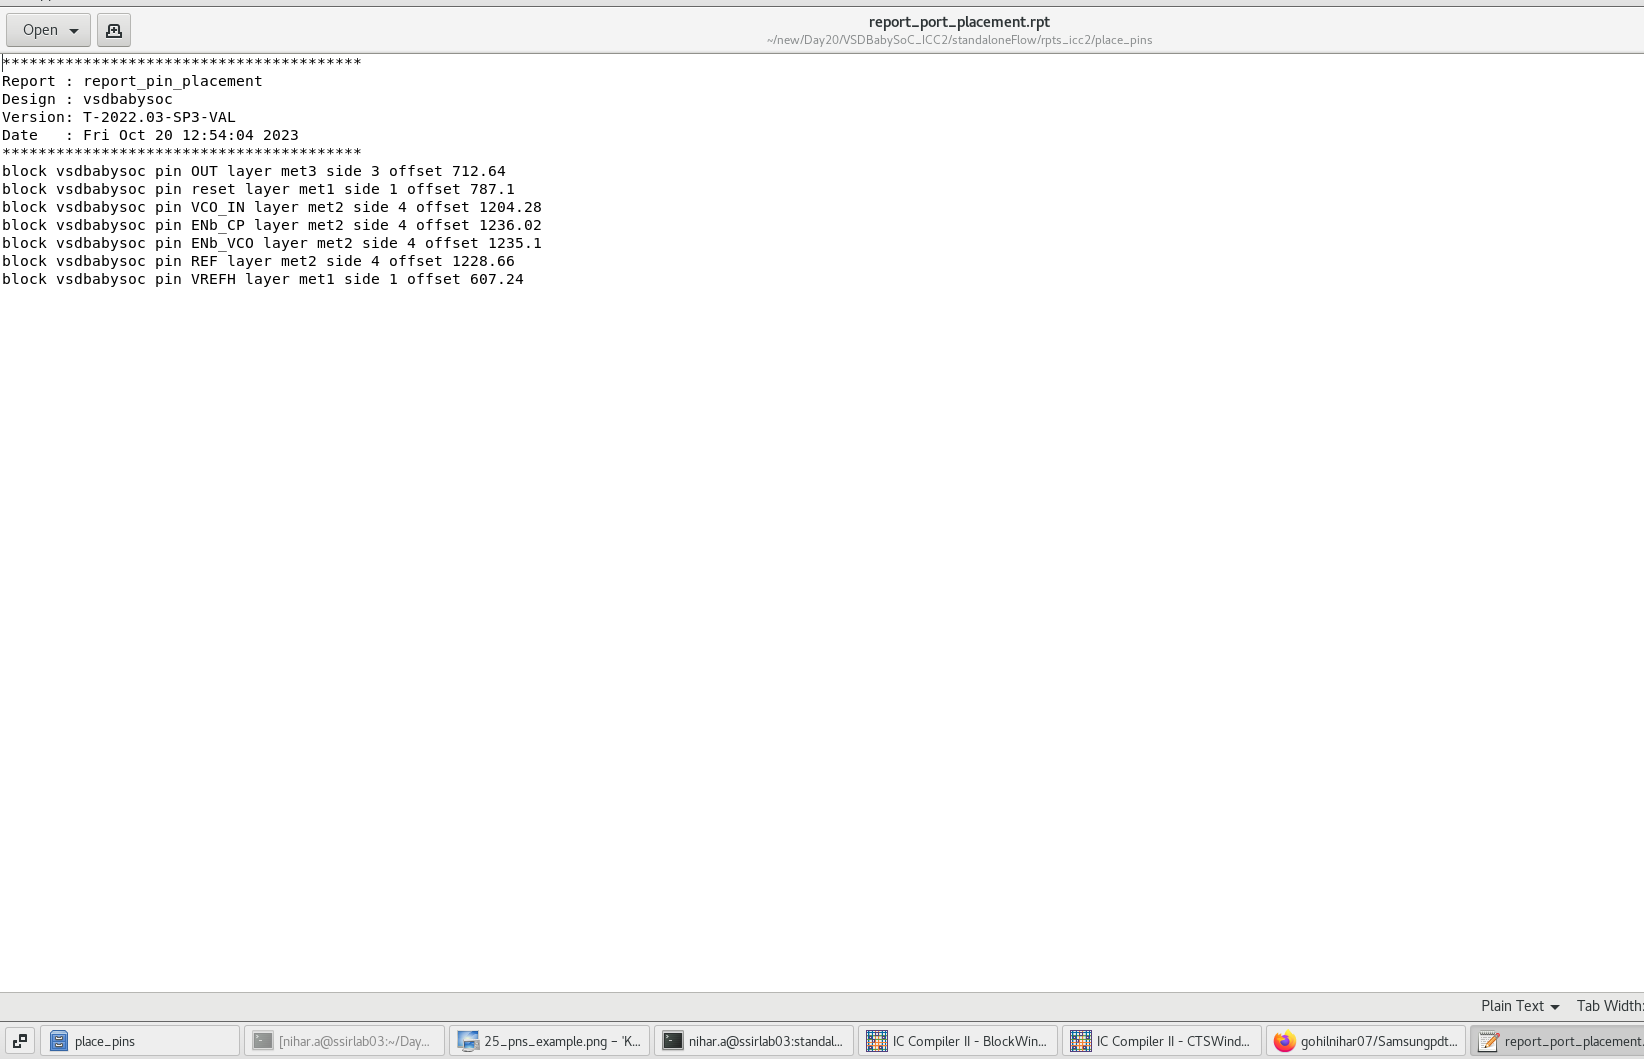 Open
report_port_placement.rpt
~/new/Day20/VSDBabySoC_ICC2/standaloneFlow/rpts_icc2/place_pins
****************************************
Report : report_pin_placement
Design : vsdbabysoc
Version: T-2022.03-SP3-VAL
Date   : Fri Oct 20 12:54:04 2023
****************************************
block vsdbabysoc pin OUT layer met3 side 3 offset 712.64
block vsdbabysoc pin reset layer met1 side 1 offset 787.1
block vsdbabysoc pin VCO_IN layer met2 side 4 offset 1204.28
block vsdbabysoc pin ENb_CP layer met2 side 4 offset 1236.02
block vsdbabysoc pin ENb_VCO layer met2 side 4 offset 1235.1
block vsdbabysoc pin REF layer met2 side 4 offset 1228.66
block vsdbabysoc pin VREFH layer met1 side 1 offset 607.24
Plain Text Tab Width:
place_pins [nihar.a@ssirlab03:~/Day... 25_pns_example.png – 'K... nihar.a@ssirlab03:standal... IC Compiler II - BlockWin... IC Compiler II - CTSWind... gohilnihar07/Samsungpdt... report_port_placement.